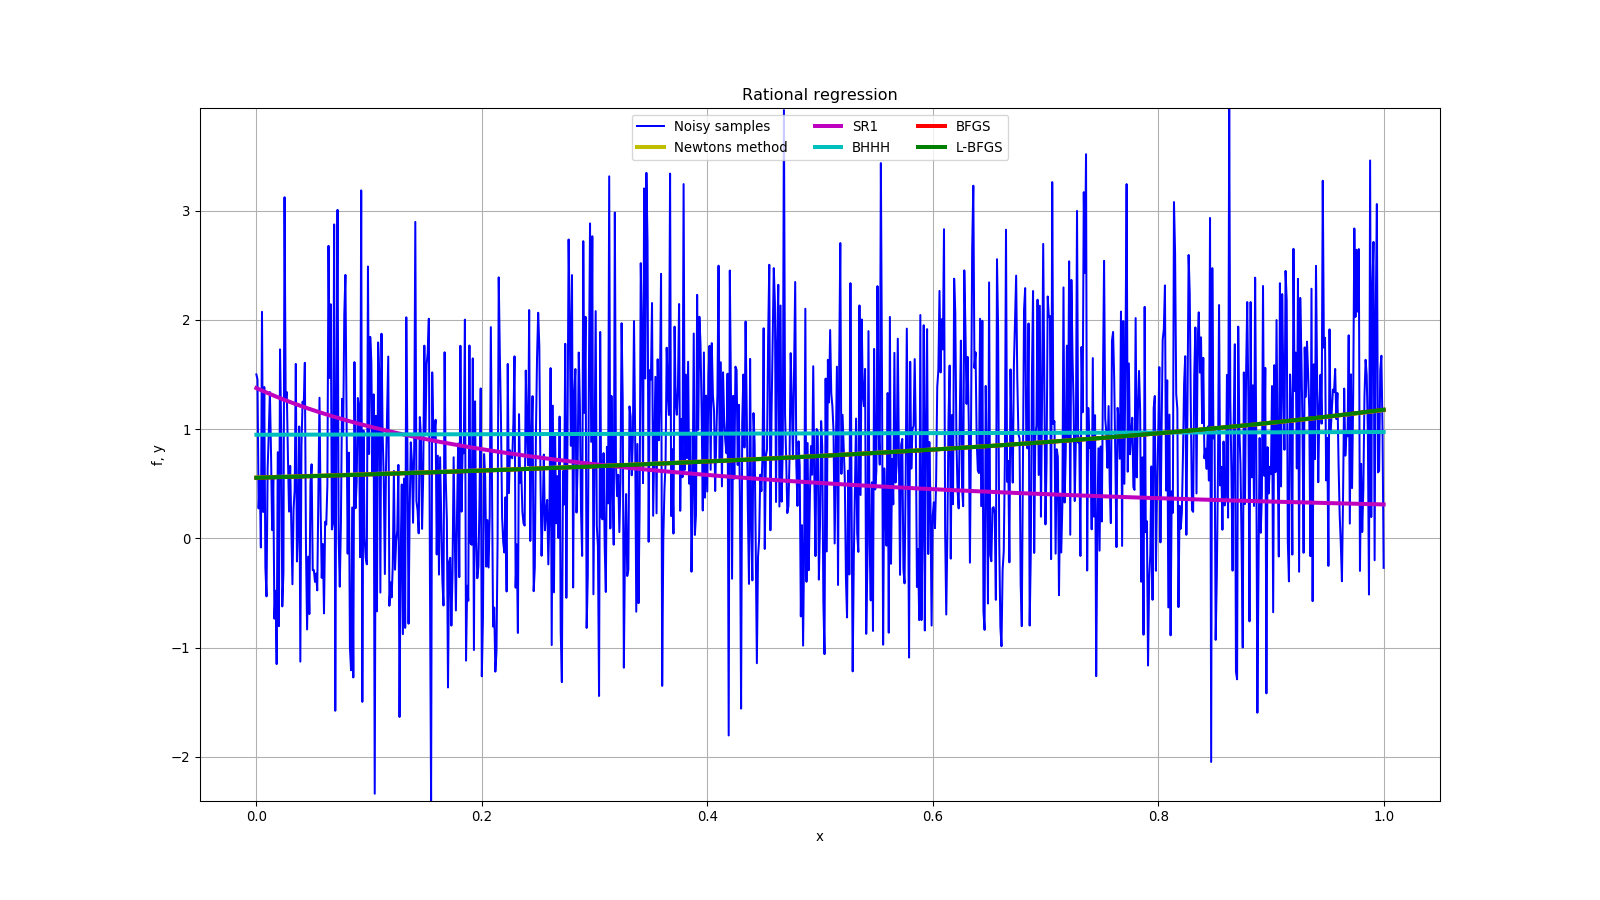 Rational regression
Noisy samples
Newtons method
SR1
BHHH
BFGS
L-BFGS
f, y
3
2
1
0
−1
−2
0.0
0.2
0.4
0.6
0.8
1.0
x